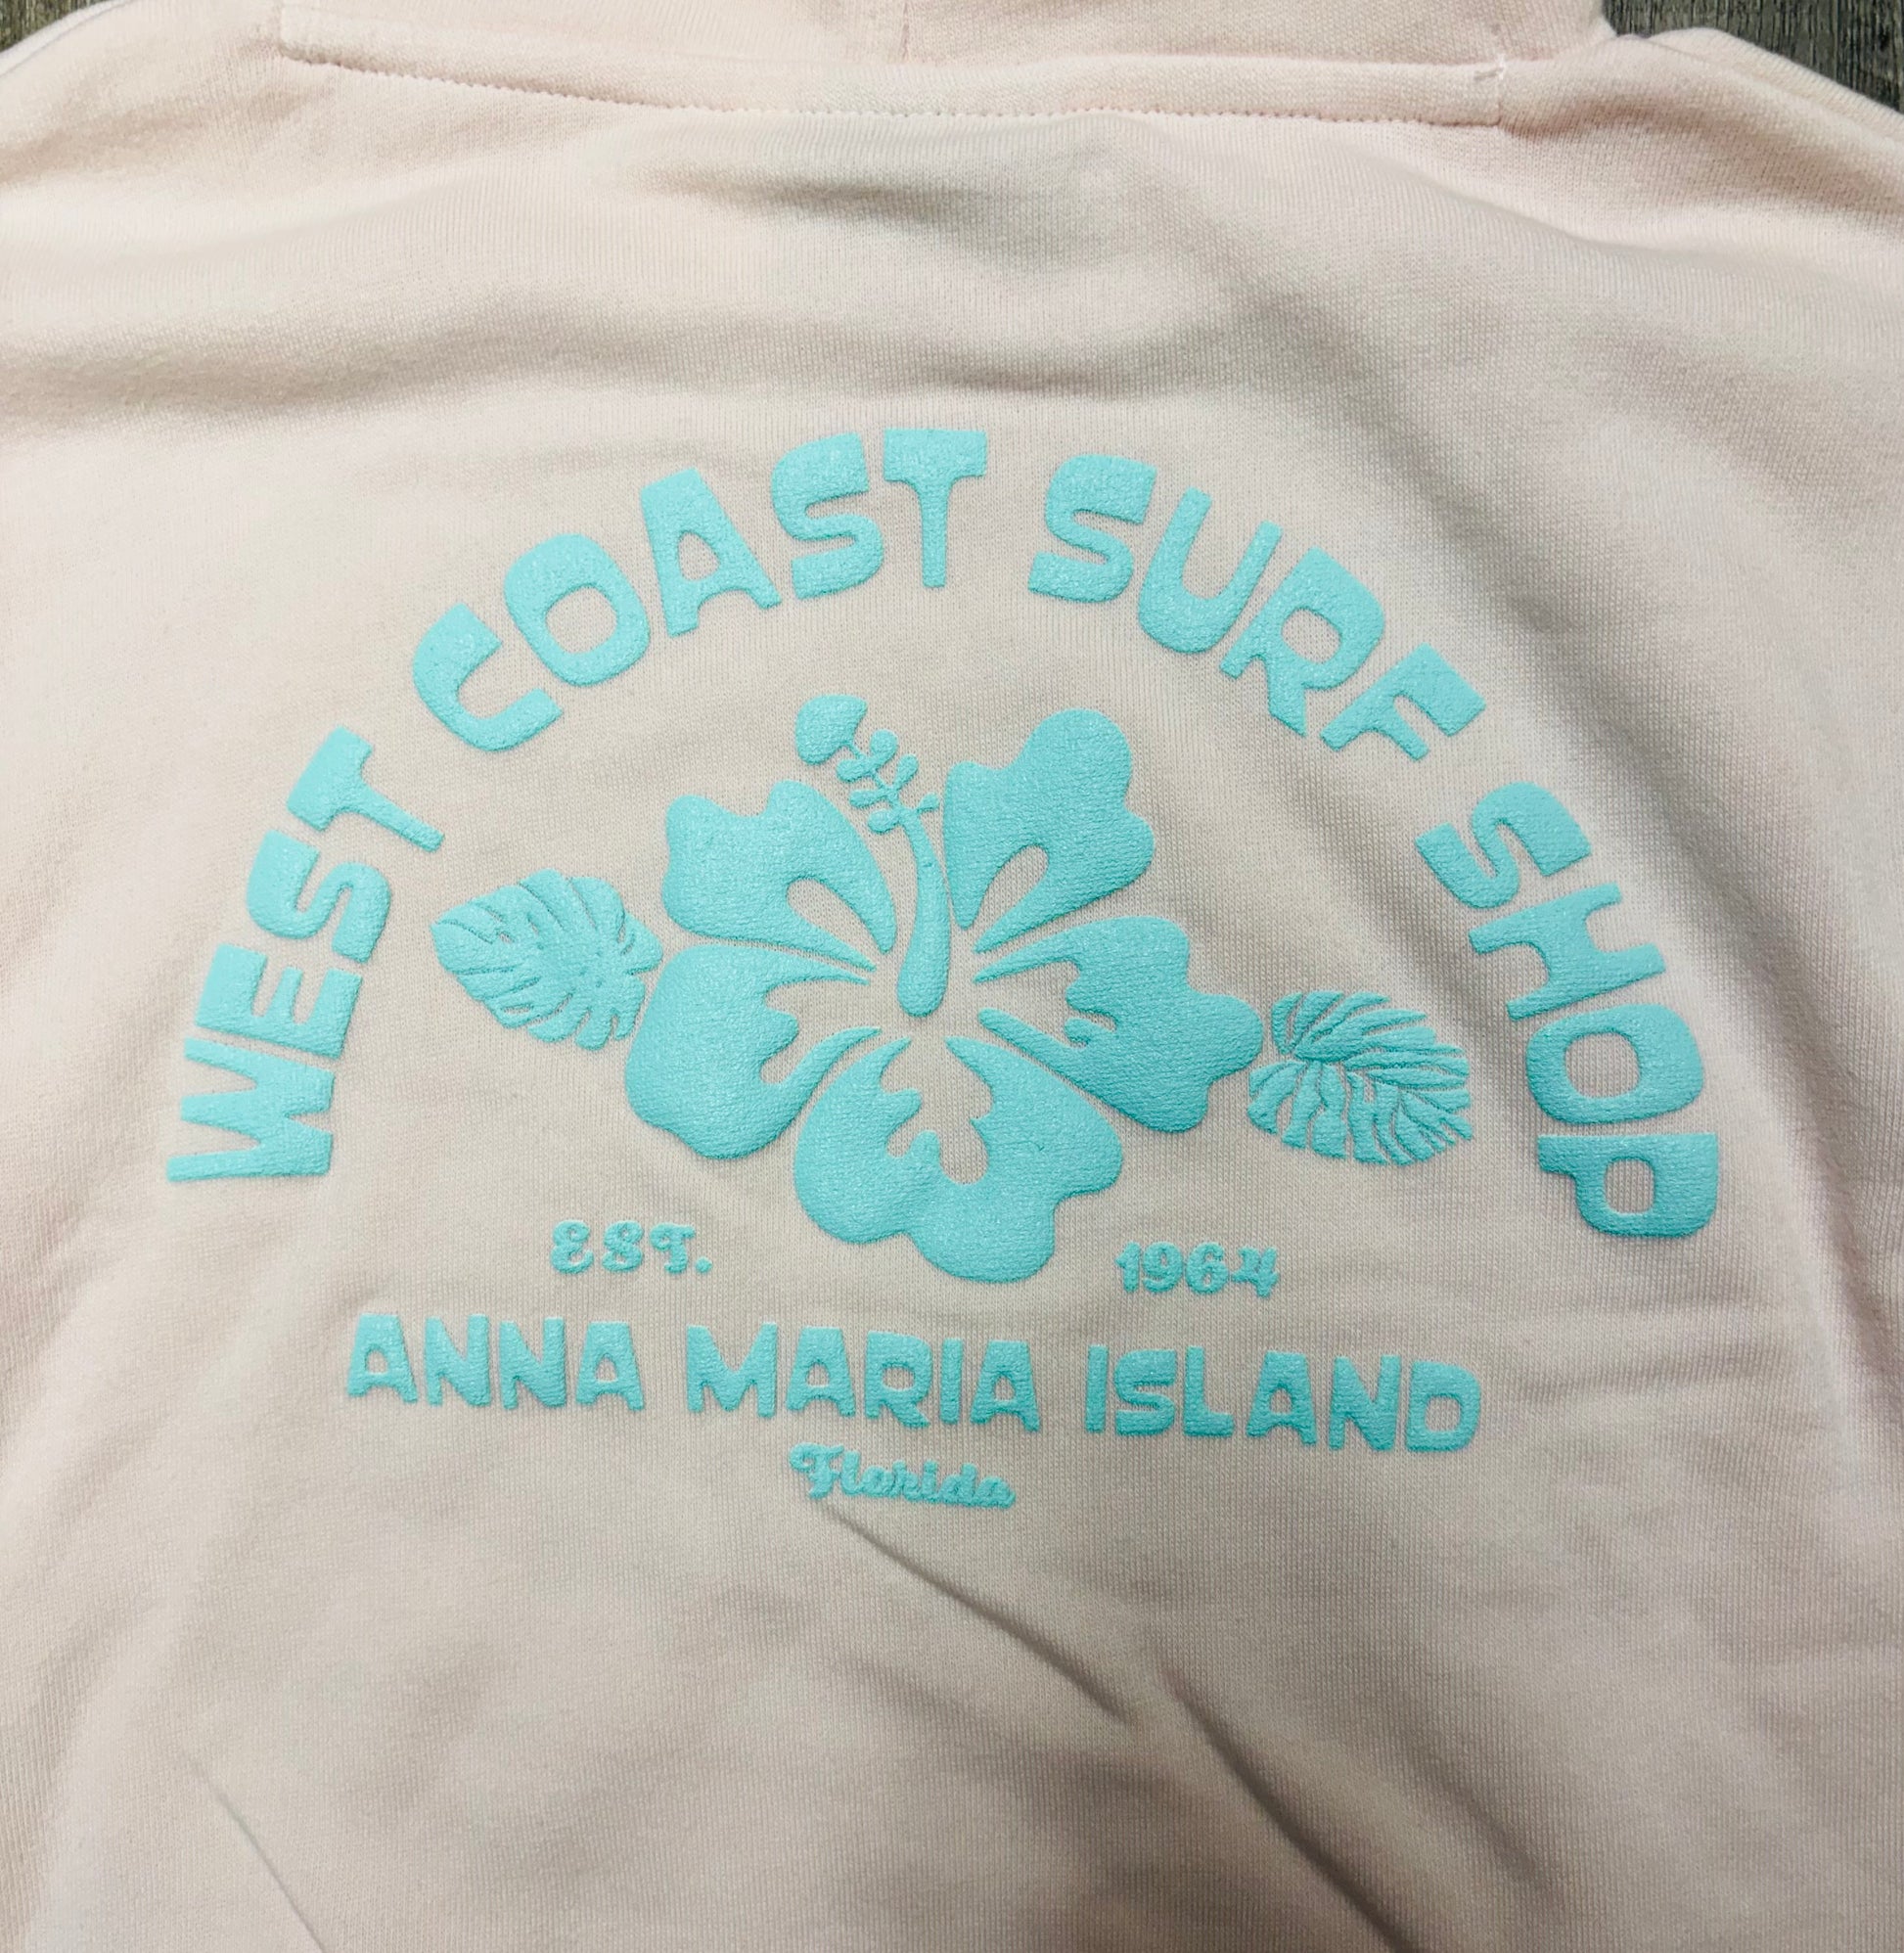 WEST COAST SURF SHOP
EST. 1964
ANNA MARIA ISLAND
Florida